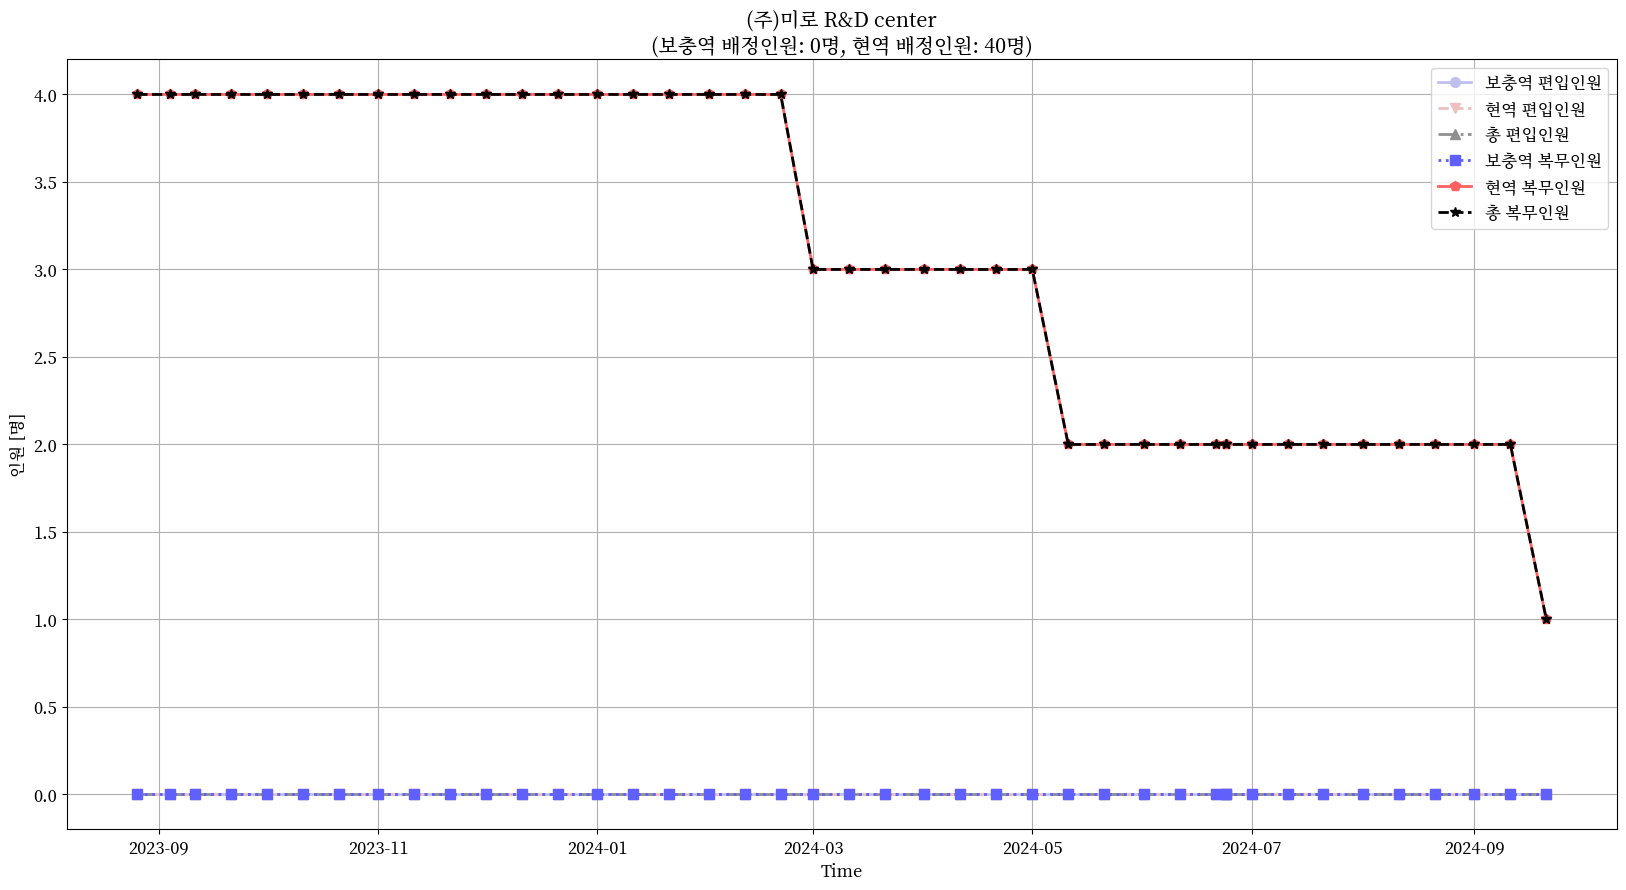 (주)미로 R&D center
(보충역 배정인원: 0명, 현역 배정인원: 40명)
보충역 편입인원
현역 편입인원
총 편입인원
보충역 복무인원
현역 복무인원
총 복무인원
4.0
3.5
3.0
2.5
2.0
1.5
1.0
0.5
0.0
인원 [명]
2023-09
2023-11
2024-01
2024-03
2024-05
2024-07
2024-09
Time